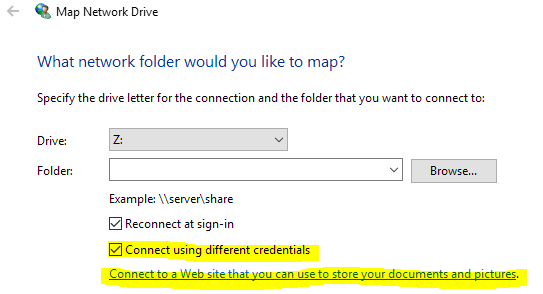 Map Network Drive
What network folder would you like to map?
Specify the drive letter for the connection and the folder that you want to connect to:
Drive: Z:
Folder: Browse...
Example: \\server\share
Reconnect at sign-in
Connect using different credentials
Connect to a Web site that you can use to store your documents and pictures.